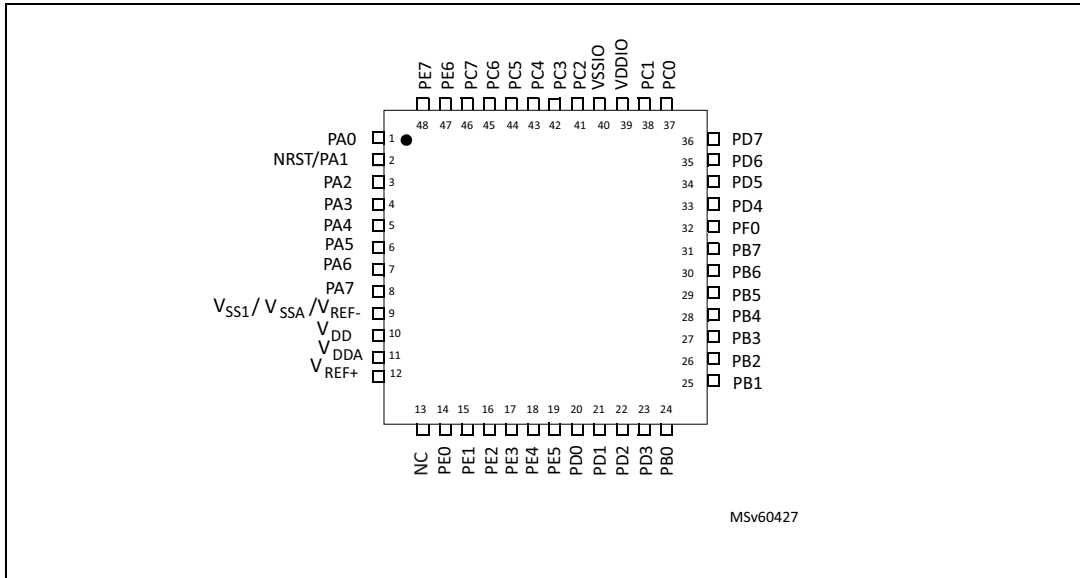 PE7 PE6 PC7 PC6 PC5 PC4 PC3 PC2 VSSIO VDDIO PC1 PC0
48 47 46 45 44 43 42 41 40 39 38 37
PA0 1 36 PD7
NRST/PA1 2 35 PD6
PA2 3 34 PD5
PA3 4 33 PD4
PA4 5 32 PF0
PA5 6 31 PB7
PA6 7 30 PB6
PA7 8 29 PB5
VSS1 / VSSA / VREF- 9 28 PB4
VDD 10 27 PB3
VDDA 11 26 PB2
VREF+ 12 25 PB1
13 14 15 16 17 18 19 20 21 22 23 24
NC PE0 PE1 PE2 PE3 PE4 PE5 PD0 PD1 PD2 PD3 PB0
MSv60427